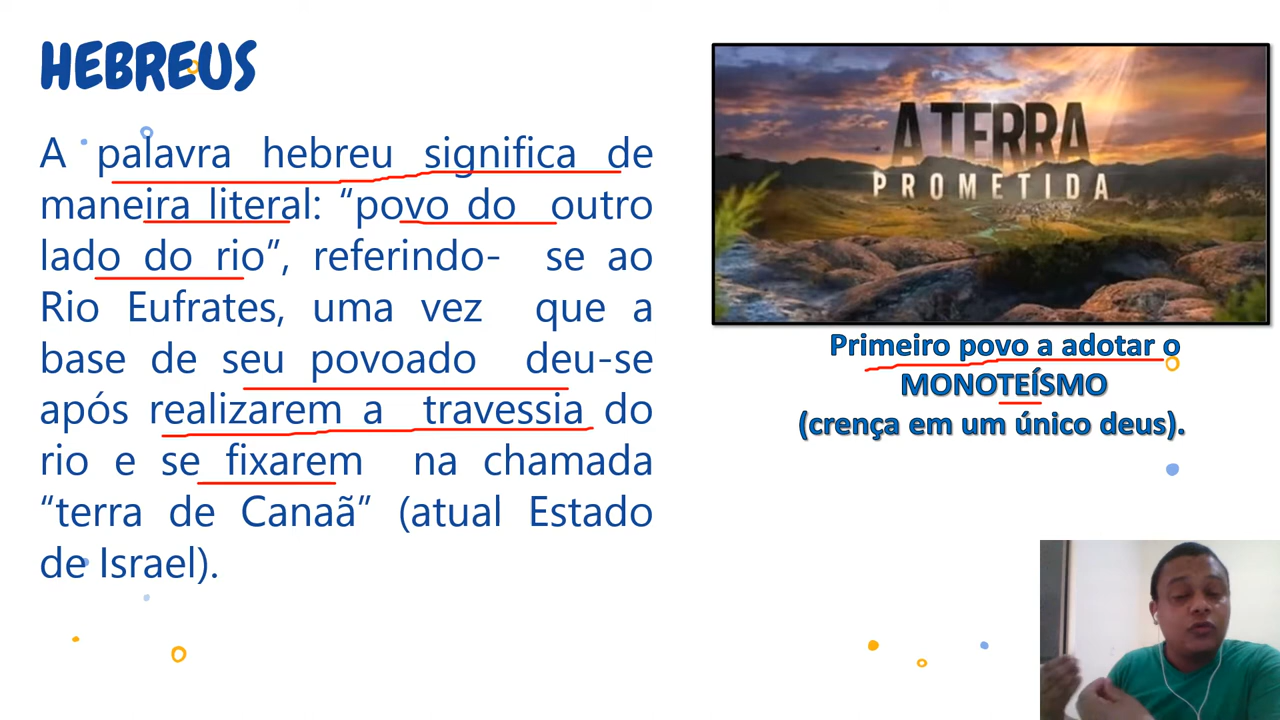 HEBREUS
A palavra hebreu significa de
maneira literal: “povo do outro
lado do rio”, referindo- se ao
Rio Eufrates, uma vez que a
base de seu povoado deu-se
após realizarem a travessia do
rio e se fixarem na chamada
“terra de Canaã” (atual Estado
de Israel).
A TERRA
PROMETIDA
Primeiro povo a adotar o
MONOTEÍSMO
(crença em um único deus).